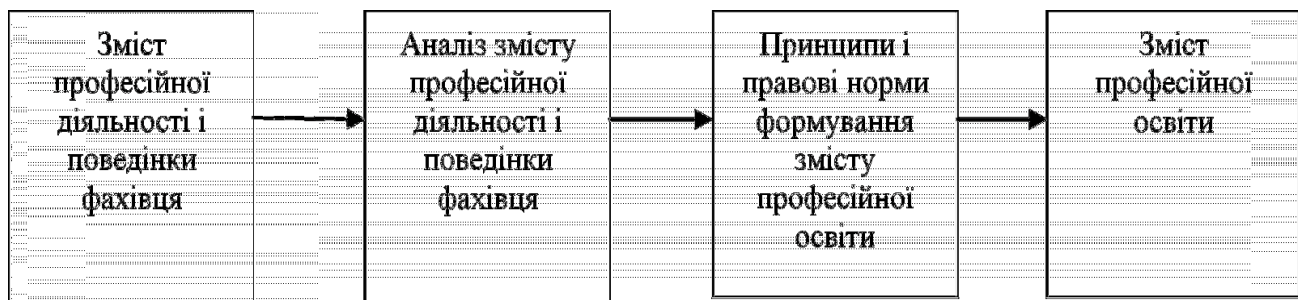 Зміст
професійної
діяльності і
поведінки
фахівця
Аналіз змісту
професійної
діяльності і
поведінки
фахівця
Принципи і
правові норми
формування
змісту
професійної
освіти
Зміст
професійної
освіти